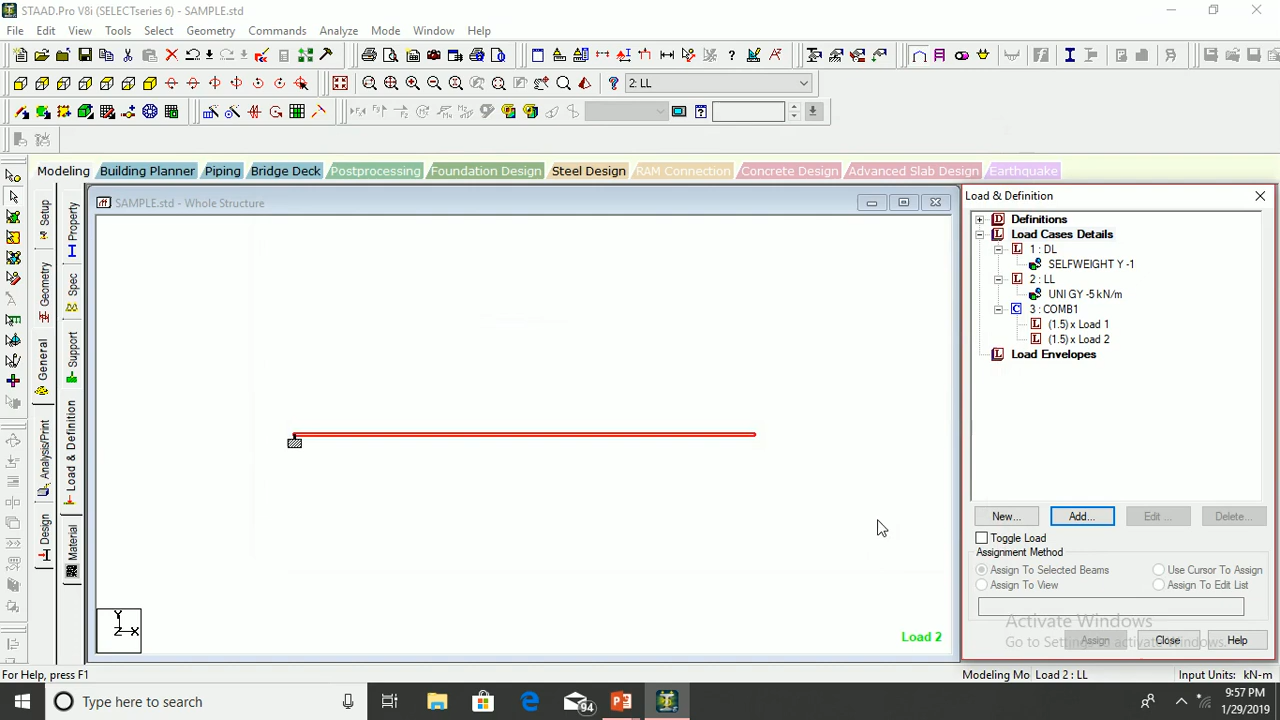 STAAD.Pro V8i (SELECTseries 6) - SAMPLE.std
File Edit View Tools Select Geometry Commands Analyze Mode Window Help
2: LL
Modeling Building Planner Piping Bridge Deck Postprocessing Foundation Design Steel Design RAM Connection Concrete Design Advanced Slab Design Earthquake
Setup
Geometry
General
Analysis/Print
Design
Property
Spec
Support
Load & Definition
Material
SAMPLE.std - Whole Structure
Y
Z X
Load 2
Load & Definition
Definitions
Load Cases Details
1 : DL
SELFWEIGHT Y -1
2 : LL
UNI GY -5 kN/m
3 : COMB1
(1.5) x Load 1
(1.5) x Load 2
Load Envelopes
New... Add... Edit ... Delete...
Toggle Load
Assignment Method
Assign To Selected Beams Use Cursor To Assign
Assign To View Assign To Edit List
Activate Windows
Go to Settings to activate Windows.
Assign Close Help
For Help, press F1
Modeling Mo Load 2 : LL Input Units: kN-m
Type here to search
94
9:57 PM
1/29/2019